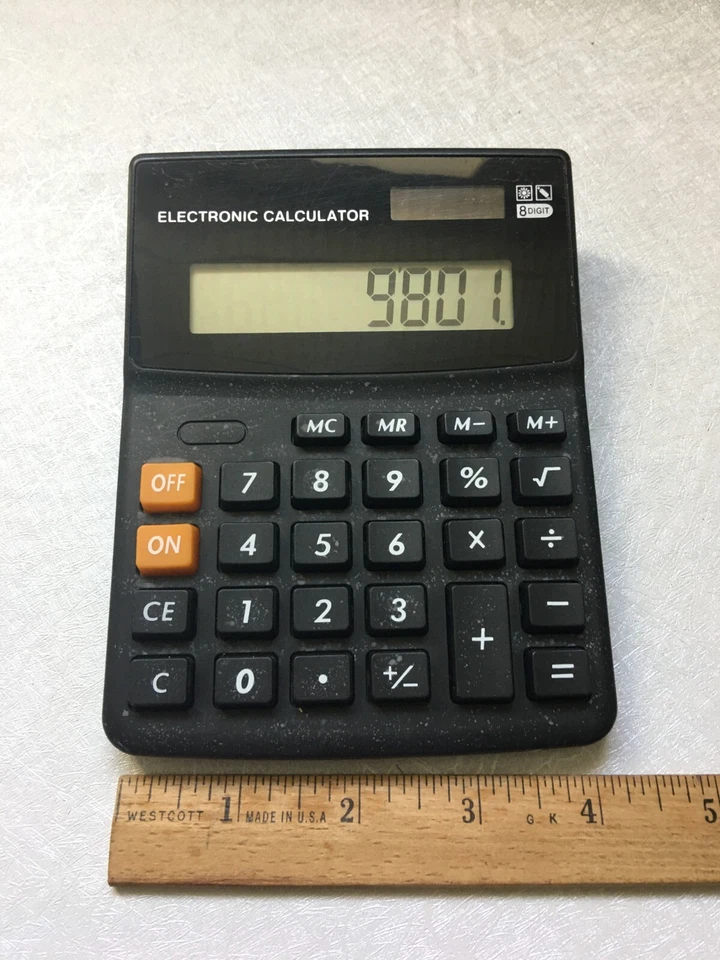 ELECTRONIC CALCULATOR
8 DIGIT
9801.
MC MR M− M+
OFF 7 8 9 % √
ON 4 5 6 × ÷
CE 1 2 3 + −
C 0 . +/− =
1 2 3 4 5
WESTCOTT MADE IN U.S.A G K